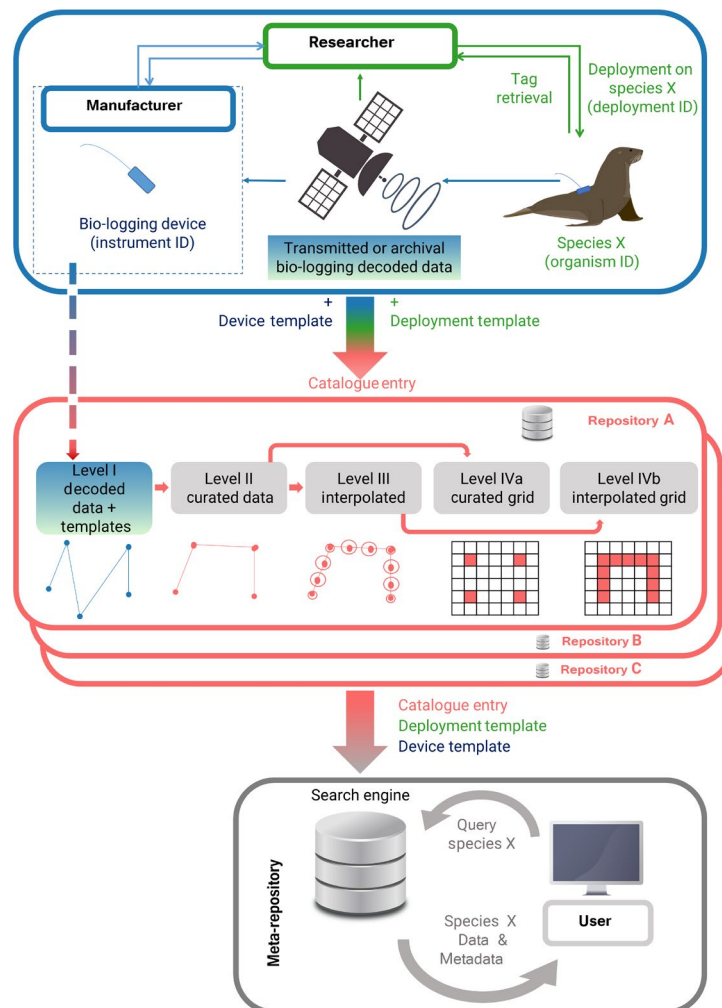 Researcher
Manufacturer
Tag
retrieval
Deployment on
species X
(deployment ID)
Bio-logging device
(instrument ID)
Transmitted or archival
bio-logging decoded data
Species X
(organism ID)
+
Device template
+
Deployment template
Catalogue entry
Repository A
Level I
decoded
data +
templates
Level II
curated data
Level III
interpolated
Level IVa
curated grid
Level IVb
interpolated grid
Repository B
Repository C
Catalogue entry
Deployment template
Device template
Search engine
Query
species X
Meta-repository
User
Species X
Data &
Metadata